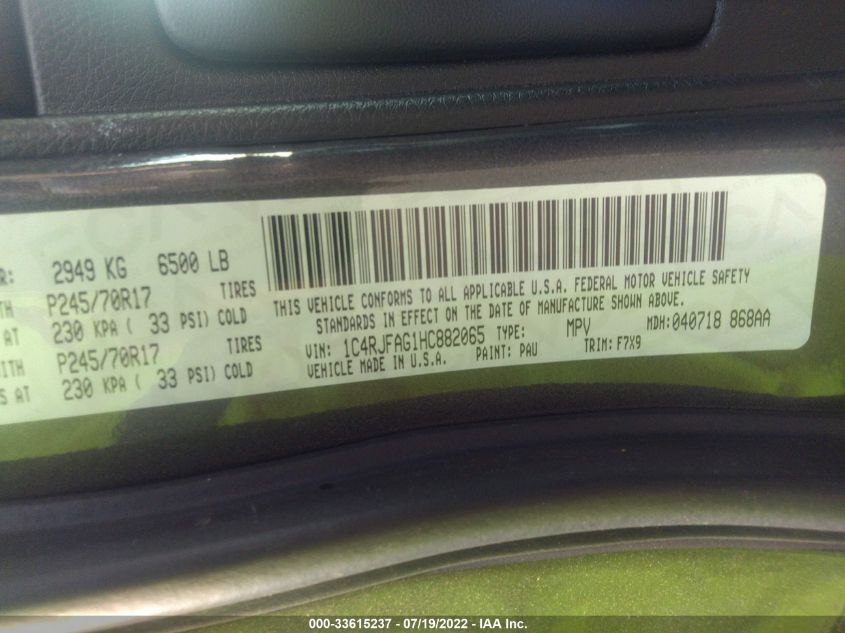 R: 2949 KG 6500 LB
TH P245/70R17 TIRES
AT 230 KPA ( 33 PSI) COLD
ITH P245/70R17 TIRES
S AT 230 KPA ( 33 PSI) COLD
THIS VEHICLE CONFORMS TO ALL APPLICABLE U.S.A. FEDERAL MOTOR VEHICLE SAFETY
STANDARDS IN EFFECT ON THE DATE OF MANUFACTURE SHOWN ABOVE.
VIN: 1C4RJFAG1HC882065 TYPE: MPV MDH:040718 868AA
VEHICLE MADE IN U.S.A. PAINT: PAU TRIM: F7X9
000-33615237 - 07/19/2022 - IAA Inc.